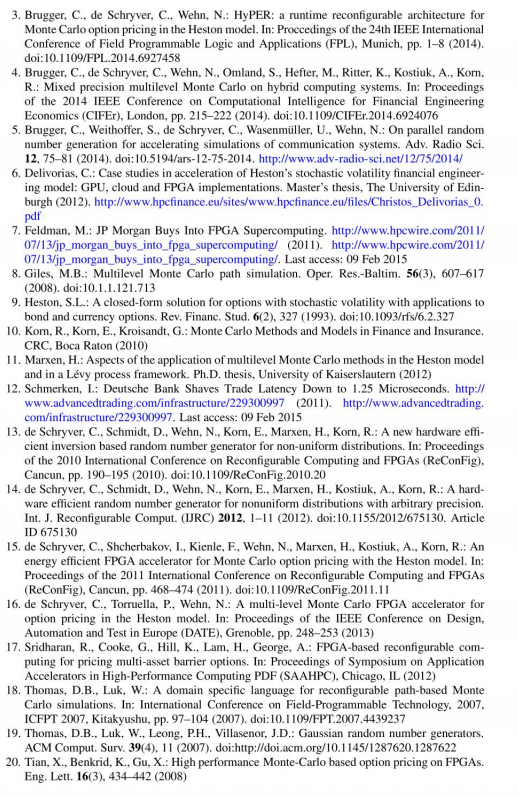 3. Brugger, C., de Schryver, C., Wehn, N.: HyPER: a runtime reconfigurable architecture for
Monte Carlo option pricing in the Heston model. In: Proccedings of the 24th IEEE International
Conference of Field Programmable Logic and Applications (FPL), Munich, pp. 1–8 (2014).
doi:10.1109/FPL.2014.6927458
4. Brugger, C., de Schryver, C., Wehn, N., Omland, S., Hefter, M., Ritter, K., Kostiuk, A., Korn,
R.: Mixed precision multilevel Monte Carlo on hybrid computing systems. In: Proceedings
of the 2014 IEEE Conference on Computational Intelligence for Financial Engineering
Economics (CIFEr), London, pp. 215–222 (2014). doi:10.1109/CIFEr.2014.6924076
5. Brugger, C., Weithoffer, S., de Schryver, C., Wasenmüller, U., Wehn, N.: On parallel random
number generation for accelerating simulations of communication systems. Adv. Radio Sci.
12, 75–81 (2014). doi:10.5194/ars-12-75-2014. http://www.adv-radio-sci.net/12/75/2014/
6. Delivorias, C.: Case studies in acceleration of Heston's stochastic volatility financial engineer-
ing model: GPU, cloud and FPGA implementations. Master's thesis, The University of Edin-
burgh (2012). http://www.hpcfinance.eu/sites/www.hpcfinance.eu/files/Christos_Delivorias_0.
pdf
7. Feldman, M.: JP Morgan Buys Into FPGA Supercomputing. http://www.hpcwire.com/2011/
07/13/jp_morgan_buys_into_fpga_supercomputing/ (2011). http://www.hpcwire.com/2011/
07/13/jp_morgan_buys_into_fpga_supercomputing/. Last access: 09 Feb 2015
8. Giles, M.B.: Multilevel Monte Carlo path simulation. Oper. Res.-Baltim. 56(3), 607–617
(2008). doi:10.1.1.121.713
9. Heston, S.L.: A closed-form solution for options with stochastic volatility with applications to
bond and currency options. Rev. Financ. Stud. 6(2), 327 (1993). doi:10.1093/rfs/6.2.327
10. Korn, R., Korn, E., Kroisandt, G.: Monte Carlo Methods and Models in Finance and Insurance.
CRC, Boca Raton (2010)
11. Marxen, H.: Aspects of the application of multilevel Monte Carlo methods in the Heston model
and in a Lévy process framework. Ph.D. thesis, University of Kaiserslautern (2012)
12. Schmerken, I.: Deutsche Bank Shaves Trade Latency Down to 1.25 Microseconds. http://
www.advancedtrading.com/infrastructure/229300997 (2011). http://www.advancedtrading.
com/infrastructure/229300997. Last access: 09 Feb 2015
13. de Schryver, C., Schmidt, D., Wehn, N., Korn, E., Marxen, H., Korn, R.: A new hardware effi-
cient inversion based random number generator for non-uniform distributions. In: Proceedings
of the 2010 International Conference on Reconfigurable Computing and FPGAs (ReConFig),
Cancun, pp. 190–195 (2010). doi:10.1109/ReConFig.2010.20
14. de Schryver, C., Schmidt, D., Wehn, N., Korn, E., Marxen, H., Kostiuk, A., Korn, R.: A hard-
ware efficient random number generator for nonuniform distributions with arbitrary precision.
Int. J. Reconfigurable Comput. (IJRC) 2012, 1–11 (2012). doi:10.1155/2012/675130. Article
ID 675130
15. de Schryver, C., Shcherbakov, I., Kienle, F., Wehn, N., Marxen, H., Kostiuk, A., Korn, R.: An
energy efficient FPGA accelerator for Monte Carlo option pricing with the Heston model. In:
Proceedings of the 2011 International Conference on Reconfigurable Computing and FPGAs
(ReConFig), Cancun, pp. 468–474 (2011). doi:10.1109/ReConFig.2011.11
16. de Schryver, C., Torruella, P., Wehn, N.: A multi-level Monte Carlo FPGA accelerator for
option pricing in the Heston model. In: Proceedings of the IEEE Conference on Design,
Automation and Test in Europe (DATE), Grenoble, pp. 248–253 (2013)
17. Sridharan, R., Cooke, G., Hill, K., Lam, H., George, A.: FPGA-based reconfigurable com-
puting for pricing multi-asset barrier options. In: Proceedings of Symposium on Application
Accelerators in High-Performance Computing PDF (SAAHPC), Chicago, IL (2012)
18. Thomas, D.B., Luk, W.: A domain specific language for reconfigurable path-based Monte
Carlo simulations. In: International Conference on Field-Programmable Technology, 2007,
ICFPT 2007, Kitakyushu, pp. 97–104 (2007). doi:10.1109/FPT.2007.4439237
19. Thomas, D.B., Luk, W., Leong, P.H., Villasenor, J.D.: Gaussian random number generators.
ACM Comput. Surv. 39(4), 11 (2007). doi:http://doi.acm.org/10.1145/1287620.1287622
20. Tian, X., Benkrid, K., Gu, X.: High performance Monte-Carlo based option pricing on FPGAs.
Eng. Lett. 16(3), 434–442 (2008)